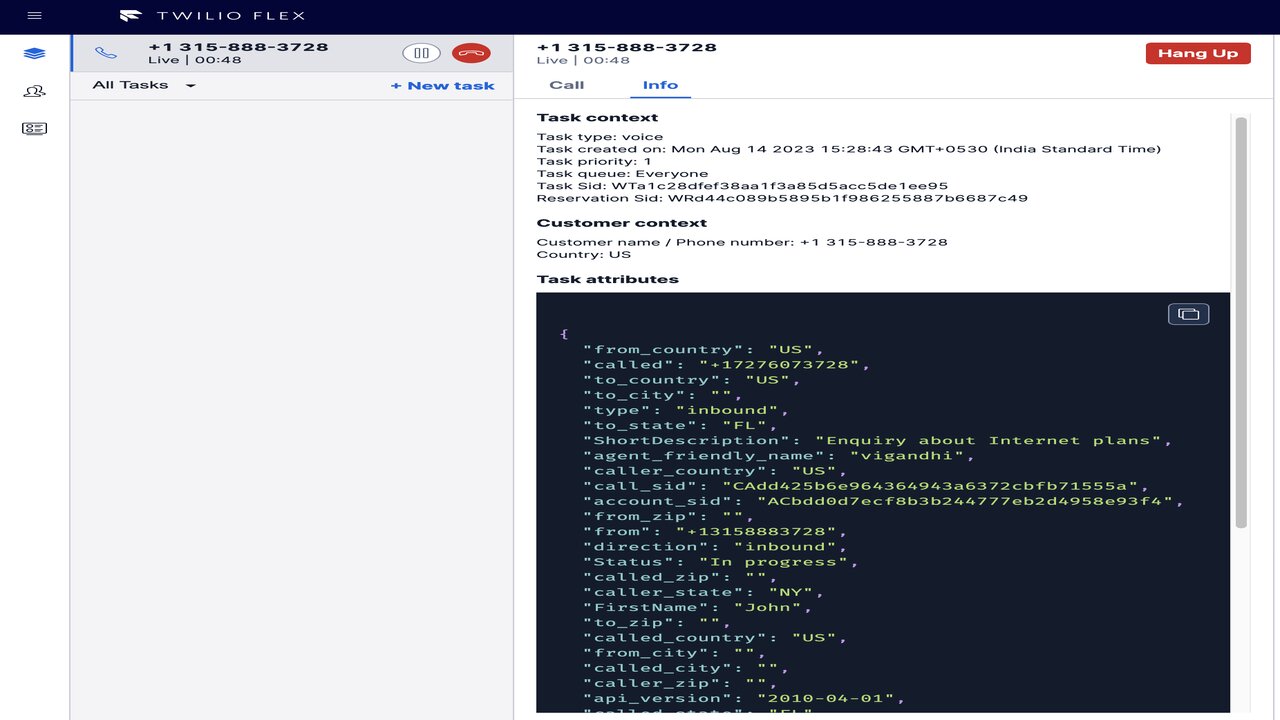 TWILIO FLEX
+1 315-888-3728
Live | 00:48
All Tasks
+ New task
+1 315-888-3728
Live | 00:48
Hang Up
Call
Info
Task context
Task type: voice
Task created on: Mon Aug 14 2023 15:28:43 GMT+0530 (India Standard Time)
Task priority: 1
Task queue: Everyone
Task Sid: WTa1c28dfef38aa1f3a85d5acc5de1ee95
Reservation Sid: WRd44c089b5895b1f986255887b6687c49
Customer context
Customer name / Phone number: +1 315-888-3728
Country: US
Task attributes
{
"from_country": "US",
"called": "+17276073728",
"to_country": "US",
"to_city": "",
"type": "inbound",
"to_state": "FL",
"ShortDescription": "Enquiry about Internet plans",
"agent_friendly_name": "vigandhi",
"caller_country": "US",
"call_sid": "CAdd425b6e964364943a6372cbfb71555a",
"account_sid": "ACbdd0d7ecf8b3b244777eb2d4958e93f4",
"from_zip": "",
"from": "+13158883728",
"direction": "inbound",
"Status": "In progress",
"called_zip": "",
"caller_state": "NY",
"FirstName": "John",
"to_zip": "",
"called_country": "US",
"from_city": "",
"called_city": "",
"caller_zip": "",
"api_version": "2010-04-01",
"called_state": "FL",